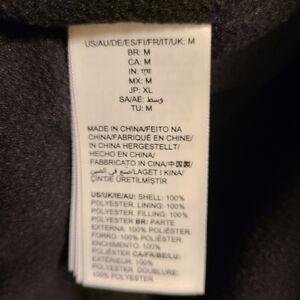 US/AU/DE/ES/FI/FR/IT/UK: M
BR: M
CA: M
IN: एम
MX: M
JP: XL
SA/AE: وسط
TU: M
MADE IN CHINA/FEITO NA
CHINA/FABRIQUÉ EN CHINE/
IN CHINA HERGESTELLT/
HECHO EN CHINA/
FABBRICATO IN CINA/中国製/
صنع في الصين/LAGET I KINA/
ÇIN'DE ÜRETİLMİŞTİR
US/UK/IE/AU: SHELL: 100%
POLYESTER. LINING: 100%
POLYESTER. FILLING: 100%
POLYESTER BR: PARTE
EXTERNA. 100% POLIÉSTER.
FORRO. 100% POLIÉSTER.
ENCHIMENTO. 100%
POLIÉSTER CA/FR/BE/LU:
EXTÉRIEUR: 100%
POLYESTER. DOUBLURE:
100% POLYESTER.